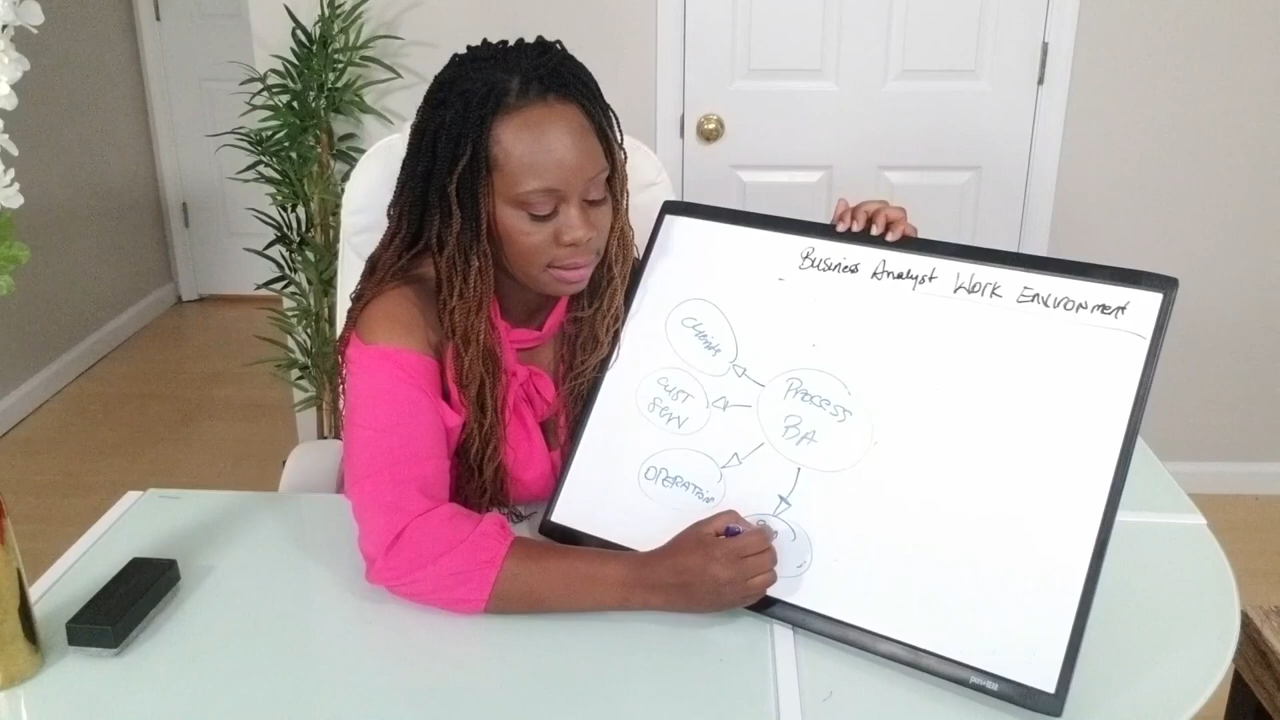 Business Analyst Work Environment
Clients
Process
BA
CUST
SERV
OPERATION